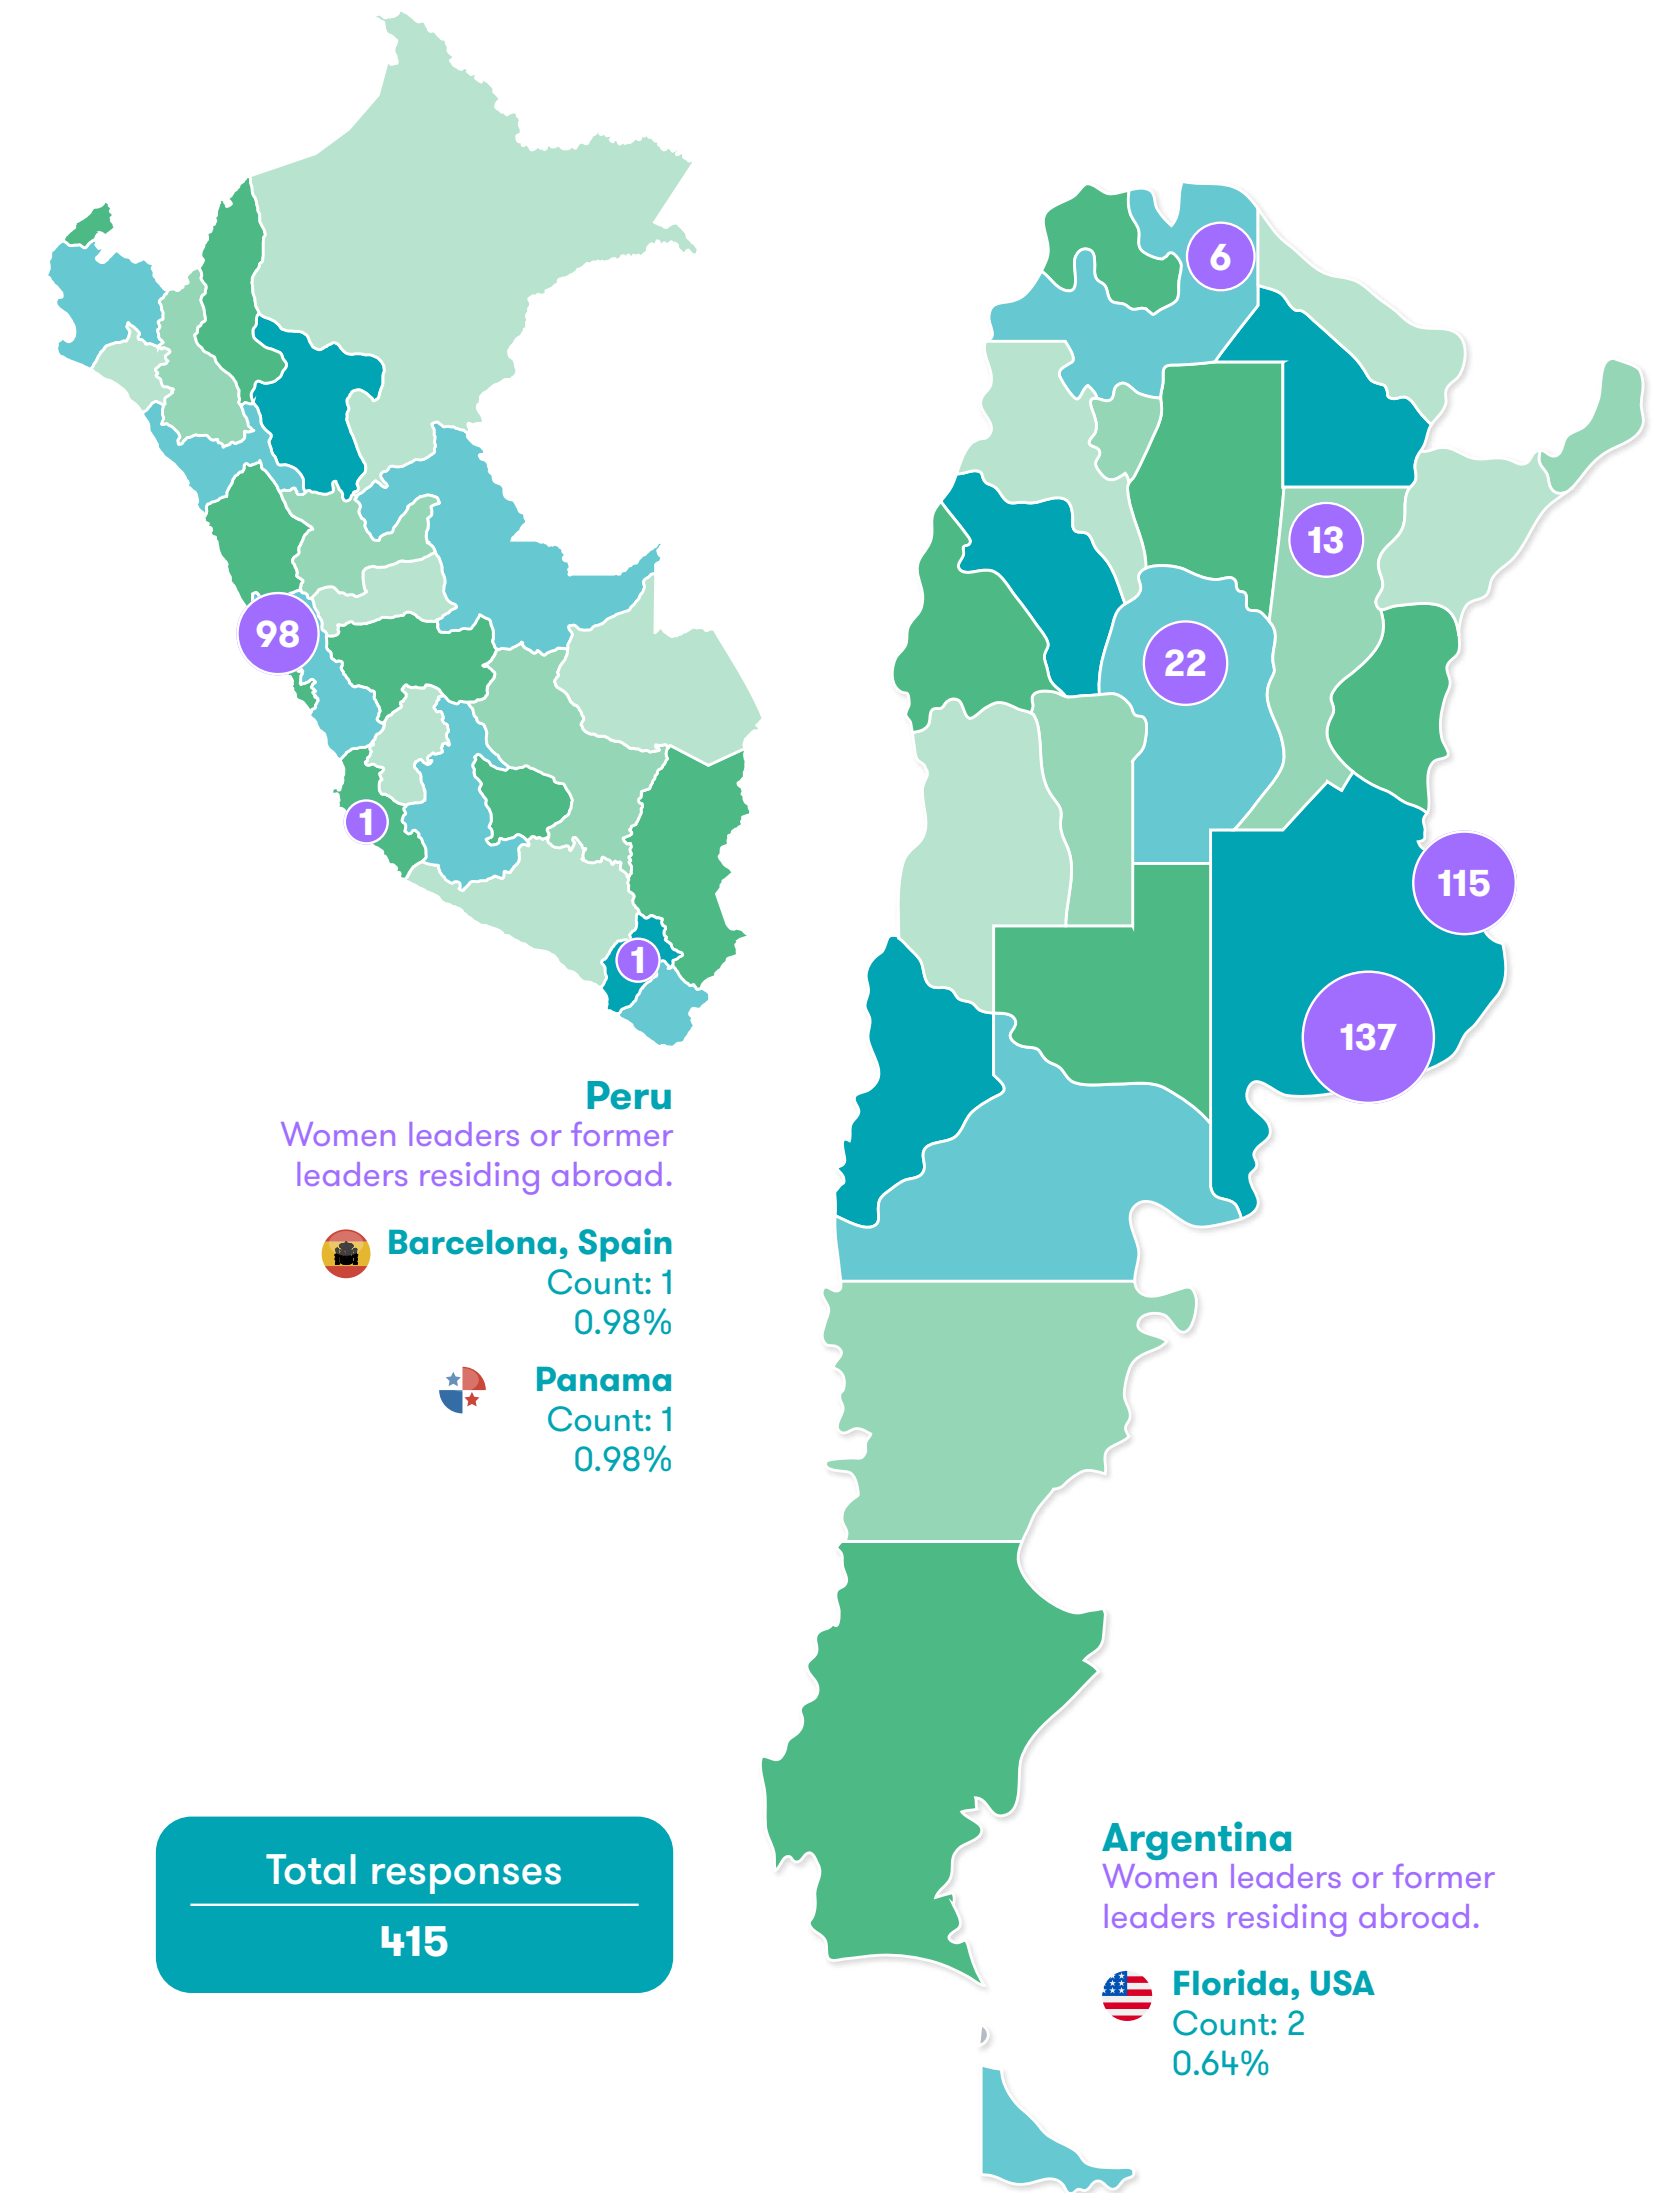 98
1
1
6
13
22
115
137
Peru
Women leaders or former
leaders residing abroad.
Barcelona, Spain
Count: 1
0.98%
Panama
Count: 1
0.98%
Total responses
415
Argentina
Women leaders or former
leaders residing abroad.
Florida, USA
Count: 2
0.64%